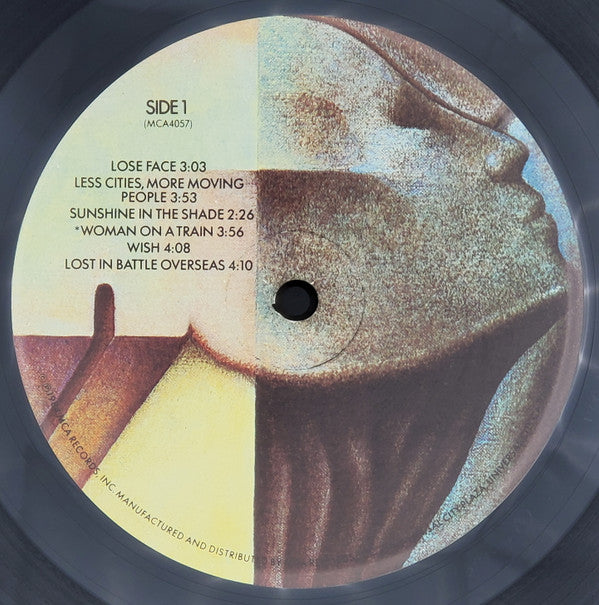 SIDE 1
(MCA4057)
LOSE FACE 3:03
LESS CITIES, MORE MOVING
PEOPLE 3:53
SUNSHINE IN THE SHADE 2:26
*WOMAN ON A TRAIN 3:56
WISH 4:08
LOST IN BATTLE OVERSEAS 4:10
MCA RECORDS, INC. MANUFACTURED AND DISTRIBUTED BY